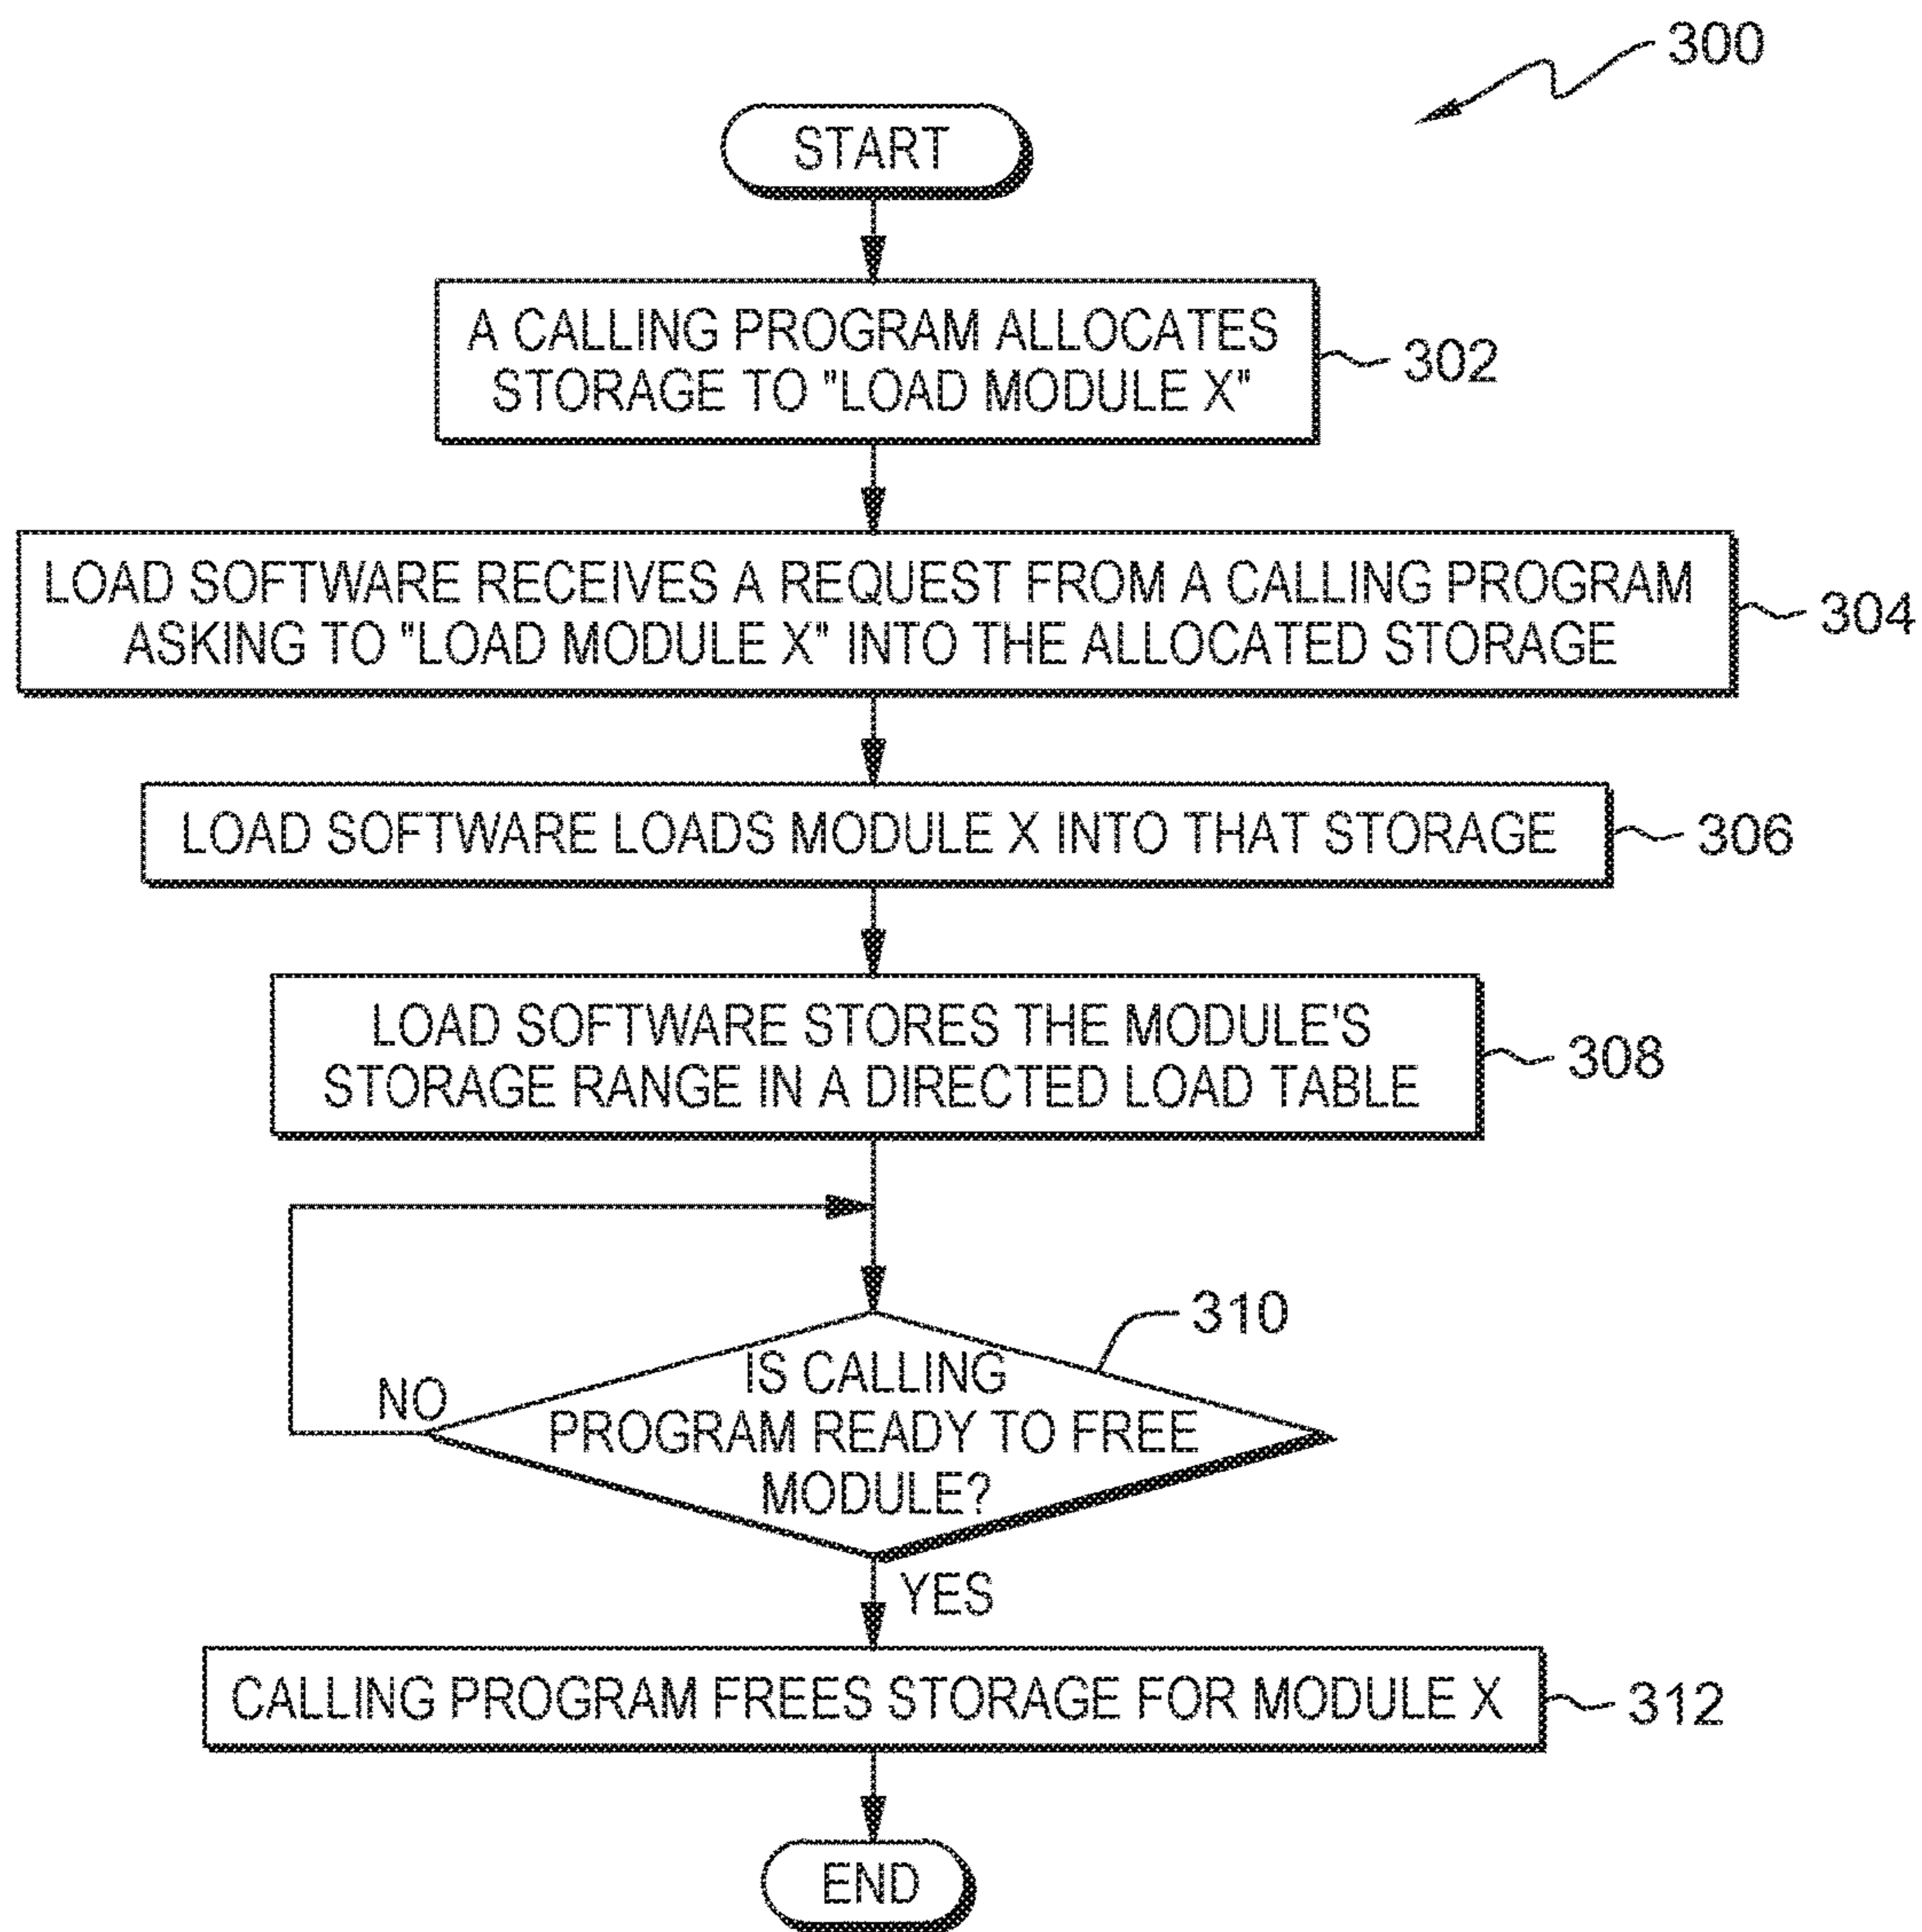 300
START
A CALLING PROGRAM ALLOCATES
STORAGE TO "LOAD MODULE X"
302
LOAD SOFTWARE RECEIVES A REQUEST FROM A CALLING PROGRAM
ASKING TO "LOAD MODULE X" INTO THE ALLOCATED STORAGE
304
LOAD SOFTWARE LOADS MODULE X INTO THAT STORAGE
306
LOAD SOFTWARE STORES THE MODULE'S
STORAGE RANGE IN A DIRECTED LOAD TABLE
308
310
IS CALLING
PROGRAM READY TO FREE
MODULE?
NO
YES
CALLING PROGRAM FREES STORAGE FOR MODULE X
312
END